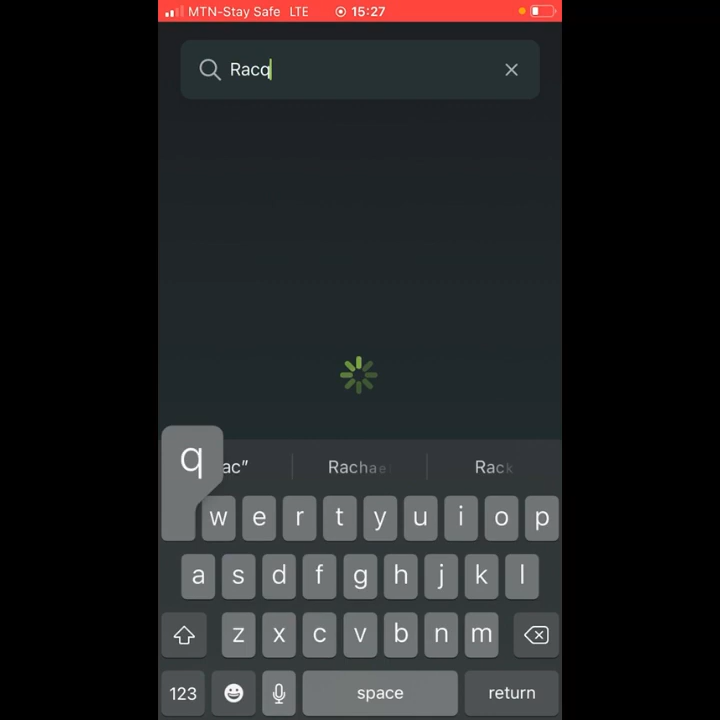 MTN-Stay Safe LTE 15:27
Racq
q
ac” Rachae Rack
w e r t y u i o p
a s d f g h j k l
z x c v b n m
123 space return